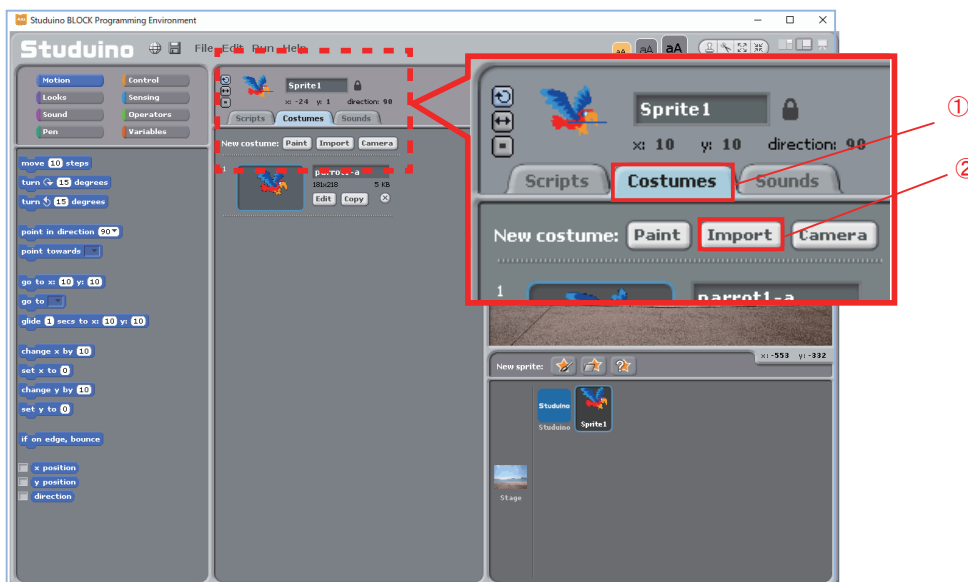 Studuino BLOCK Programming Environment
Studuino File Edit Run Help aA aA aA
Motion Control
Looks Sensing
Sound Operators
Pen Variables
move 10 steps
turn 15 degrees
turn 15 degrees
point in direction 90
point towards
go to x: 10 y: 10
go to
glide 1 secs to x: 10 y: 10
change x by 10
set x to 0
change y by 10
set y to 0
if on edge, bounce
x position
y position
direction
Sprite1
x: -24 y: 1 direction: 90
Scripts Costumes Sounds
New costume: Paint Import Camera
1 parrot1-a
181x218 5 KB
Edit Copy
Sprite1
x: 10 y: 10 direction: 90
Scripts Costumes Sounds
New costume: Paint Import Camera
1 parrot1-a
①
②
x: -553 y: -332
New sprite:
Studuino
Studuino Sprite1
Stage